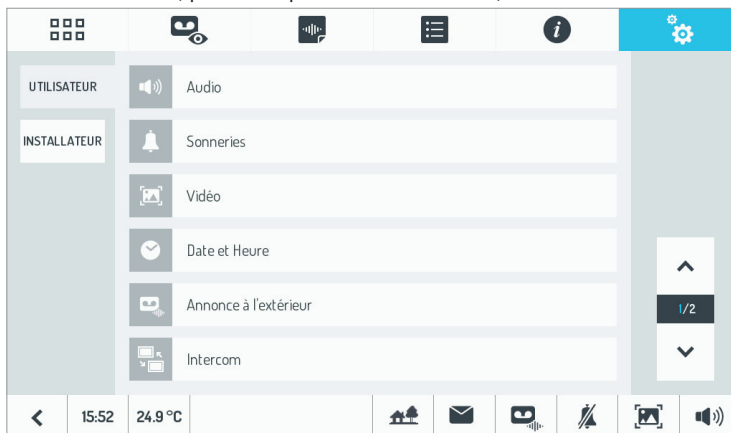 UTILISATEUR
INSTALLATEUR
Audio
Sonneries
Vidéo
Date et Heure
Annonce à l'extérieur
Intercom
1/2
15:52
24.9 °C